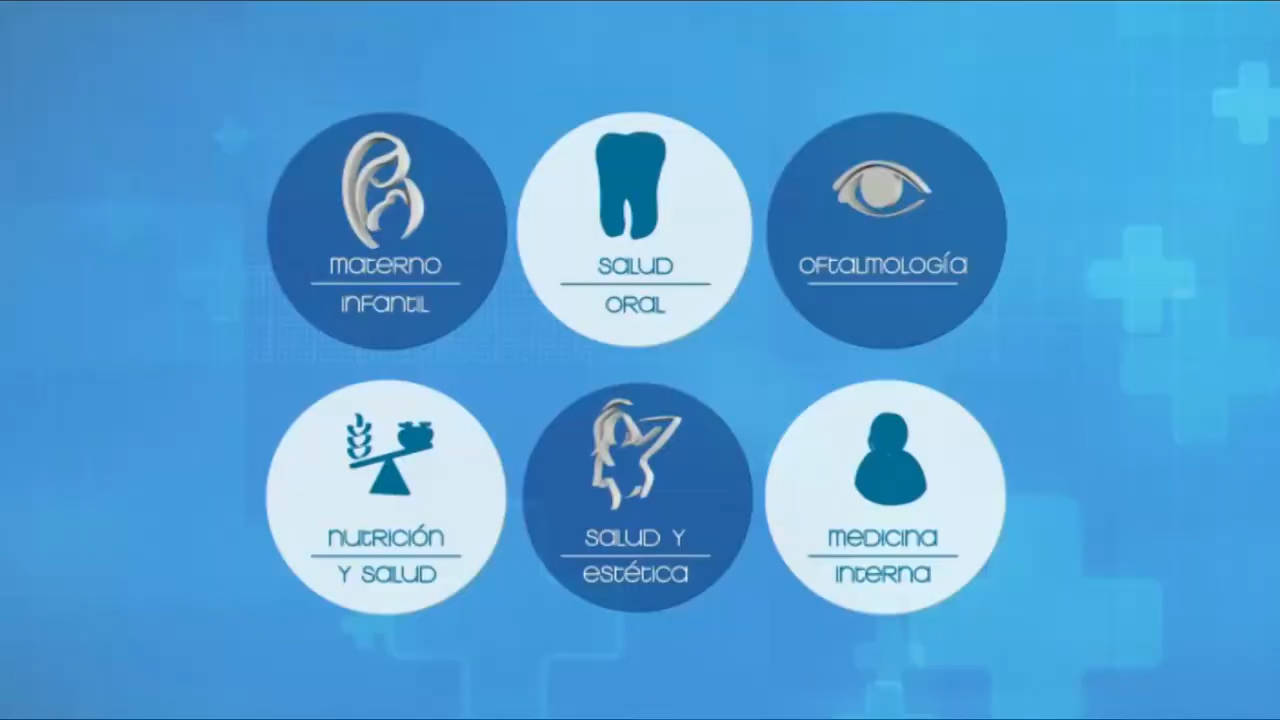 MATERNO
INFANTIL
SALUD
ORAL
OFTALMOLOGÍA
NUTRICIÓN
Y SALUD
SALUD Y
ESTÉTICA
MEDICINA
INTERNA